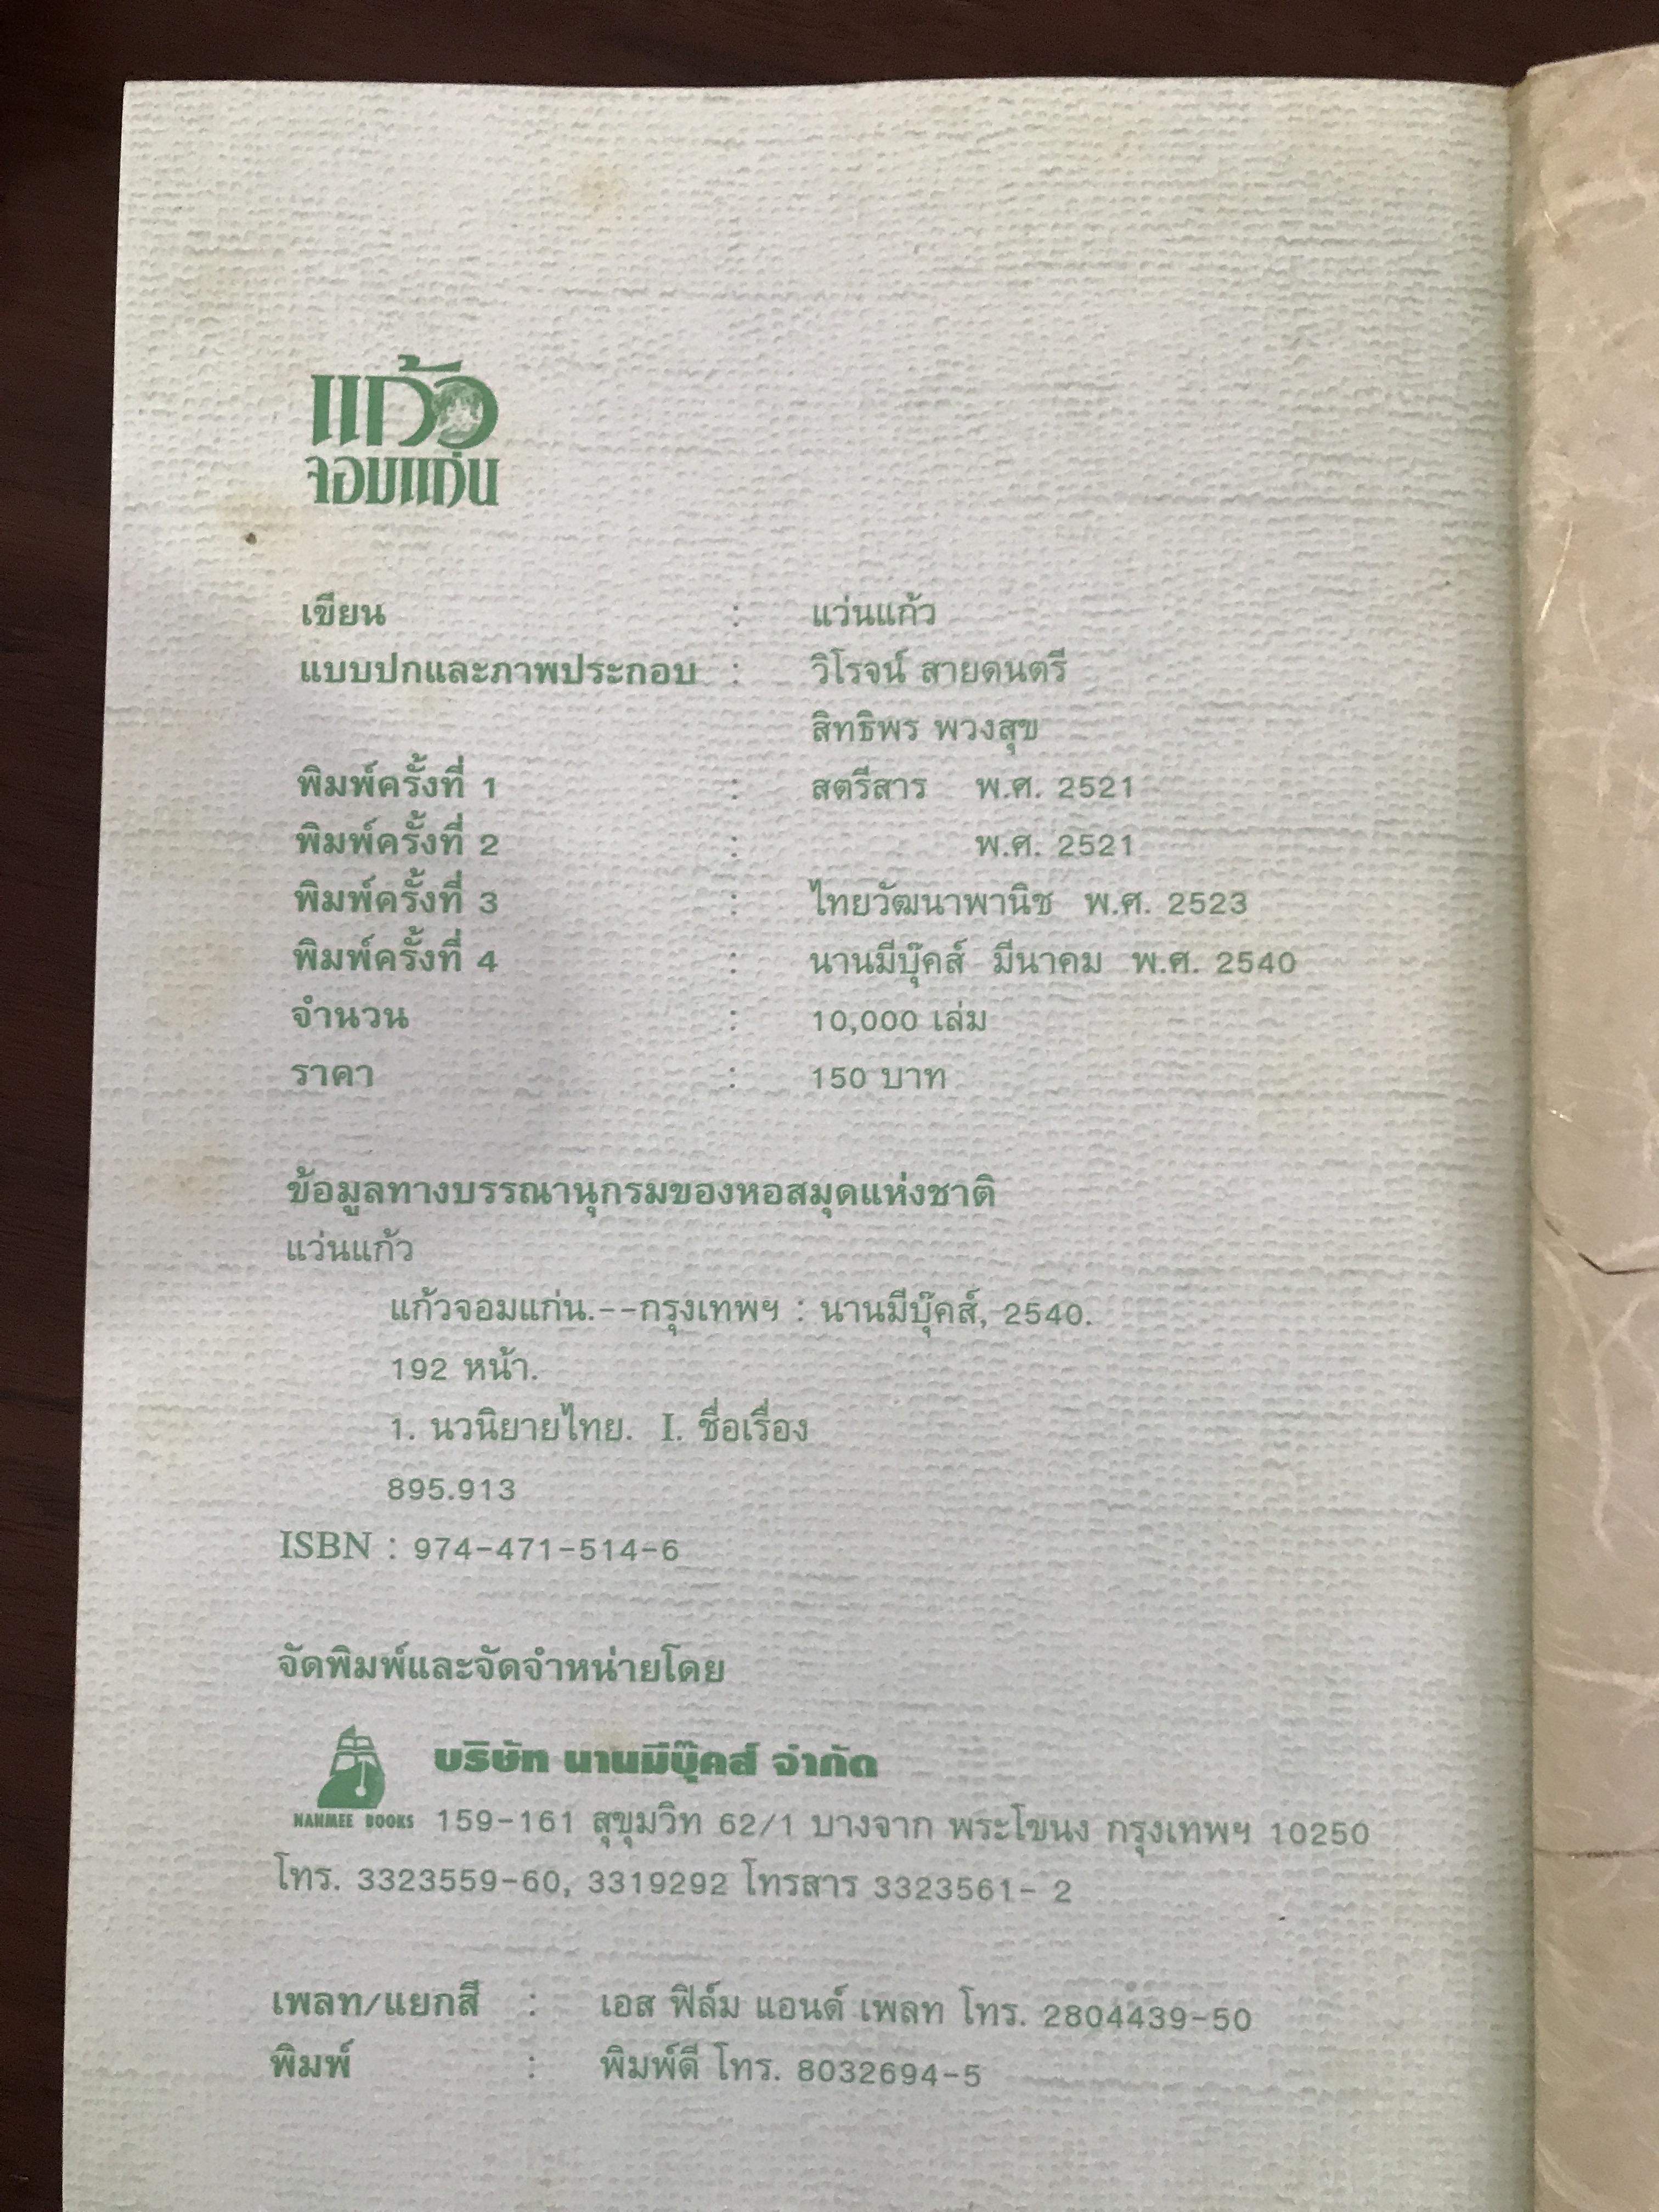 แก้ว
จอมแก่น
เขียน : แว่นแก้ว
แบบปกและภาพประกอบ : วิโรจน์ สายดนตรี
สิทธิพร พวงสุข
พิมพ์ครั้งที่ 1 : สตรีสาร พ.ศ. 2521
พิมพ์ครั้งที่ 2 : พ.ศ. 2521
พิมพ์ครั้งที่ 3 : ไทยวัฒนาพานิช พ.ศ. 2523
พิมพ์ครั้งที่ 4 : นานมีบุ๊คส์ มีนาคม พ.ศ. 2540
จำนวน : 10,000 เล่ม
ราคา : 150 บาท
ข้อมูลทางบรรณานุกรมของหอสมุดแห่งชาติ
แว่นแก้ว
แก้วจอมแก่น.--กรุงเทพฯ : นานมีบุ๊คส์, 2540.
192 หน้า.
1. นวนิยายไทย. I. ชื่อเรื่อง
895.913
ISBN : 974-471-514-6
จัดพิมพ์และจัดจำหน่ายโดย
บริษัท นานมีบุ๊คส์ จำกัด
NANMEE BOOKS 159-161 สุขุมวิท 62/1 บางจาก พระโขนง กรุงเทพฯ 10250
โทร. 3323559-60, 3319292 โทรสาร 3323561- 2
เพลท/แยกสี : เอส ฟิล์ม แอนด์ เพลท โทร. 2804439-50
พิมพ์ : พิมพ์ดี โทร. 8032694-5